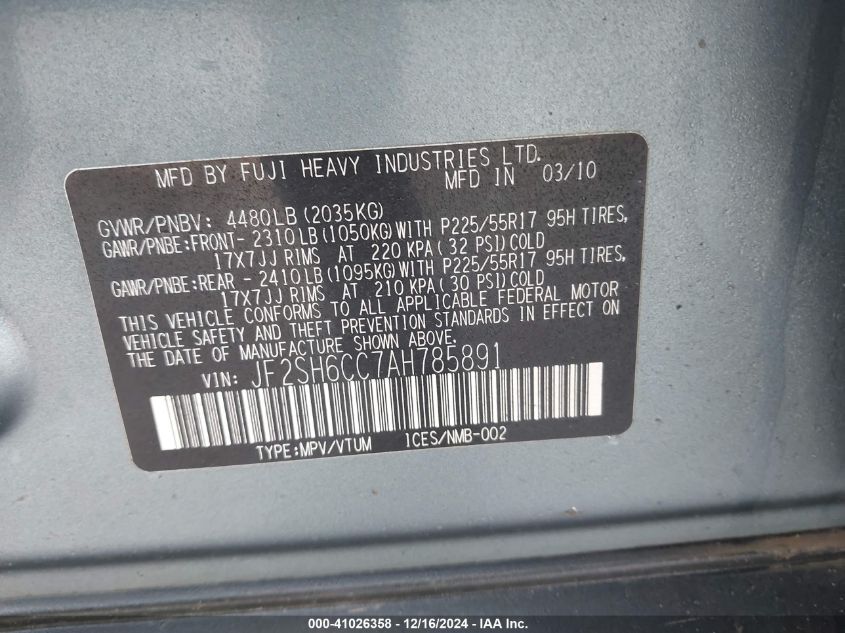 MFD BY FUJI HEAVY INDUSTRIES LTD.
MFD IN 03/10
GVWR/PNBV: 4480LB (2035KG)
GAWR/PNBE:FRONT- 2310LB(1050KG)WITH P225/55R17 95H TIRES,
17X7JJ RIMS AT 220 KPA(32 PSI)COLD
GAWR/PNBE:REAR - 2410LB(1095KG)WITH P225/55R17 95H TIRES,
17X7JJ RIMS AT 210 KPA(30 PSI)COLD
THIS VEHICLE CONFORMS TO ALL APPLICABLE FEDERAL MOTOR
VEHICLE SAFETY AND THEFT PREVENTION STANDARDS IN EFFECT ON
THE DATE OF MANUFACTURE SHOWN ABOVE.
VIN: JF2SH6CC7AH785891
TYPE:MPV/VTUM ICES/NMB-002
000-41026358 - 12/16/2024 - IAA Inc.